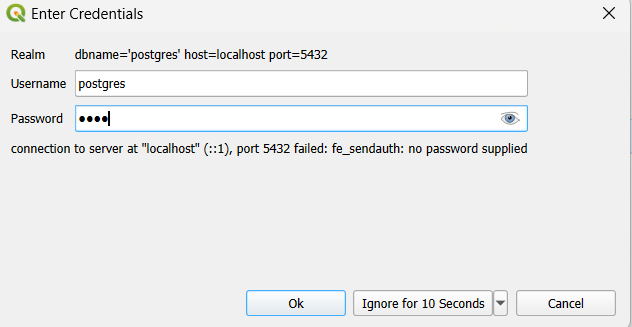 Enter Credentials
Realm dbname='postgres' host=localhost port=5432
Username postgres
Password ●●●●
connection to server at "localhost" (::1), port 5432 failed: fe_sendauth: no password supplied
Ok Ignore for 10 Seconds Cancel